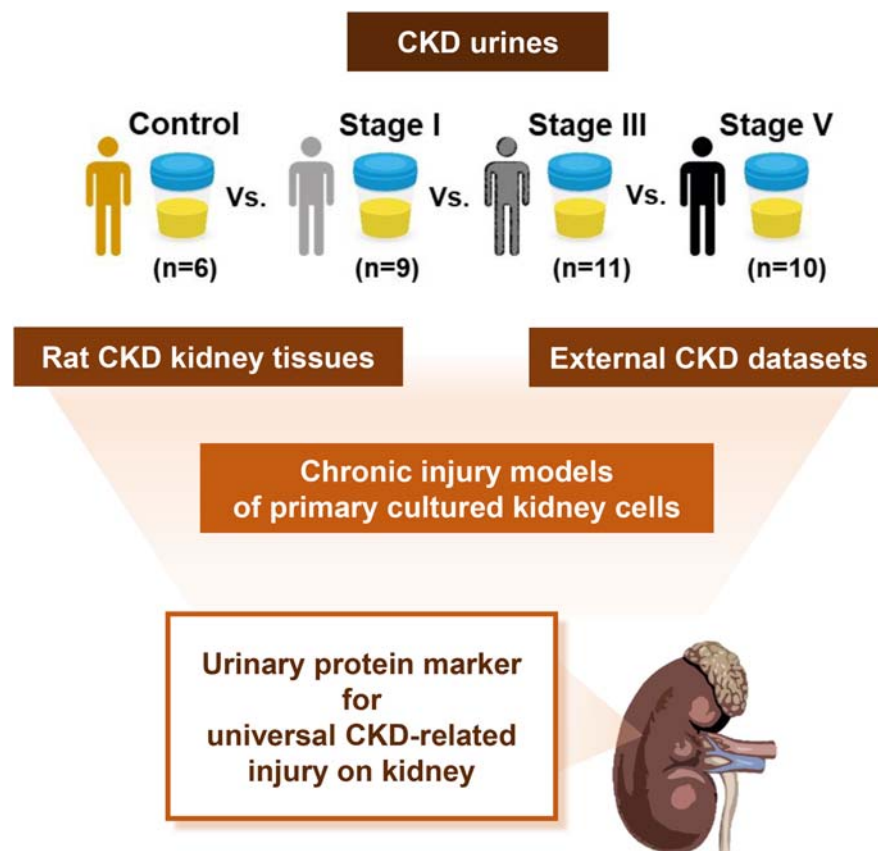 CKD urines
Control
Stage I
Stage III
Stage V
Vs.
Vs.
Vs.
(n=6)
(n=9)
(n=11)
(n=10)
Rat CKD kidney tissues
External CKD datasets
Chronic injury models
of primary cultured kidney cells
Urinary protein marker
for
universal CKD-related
injury on kidney